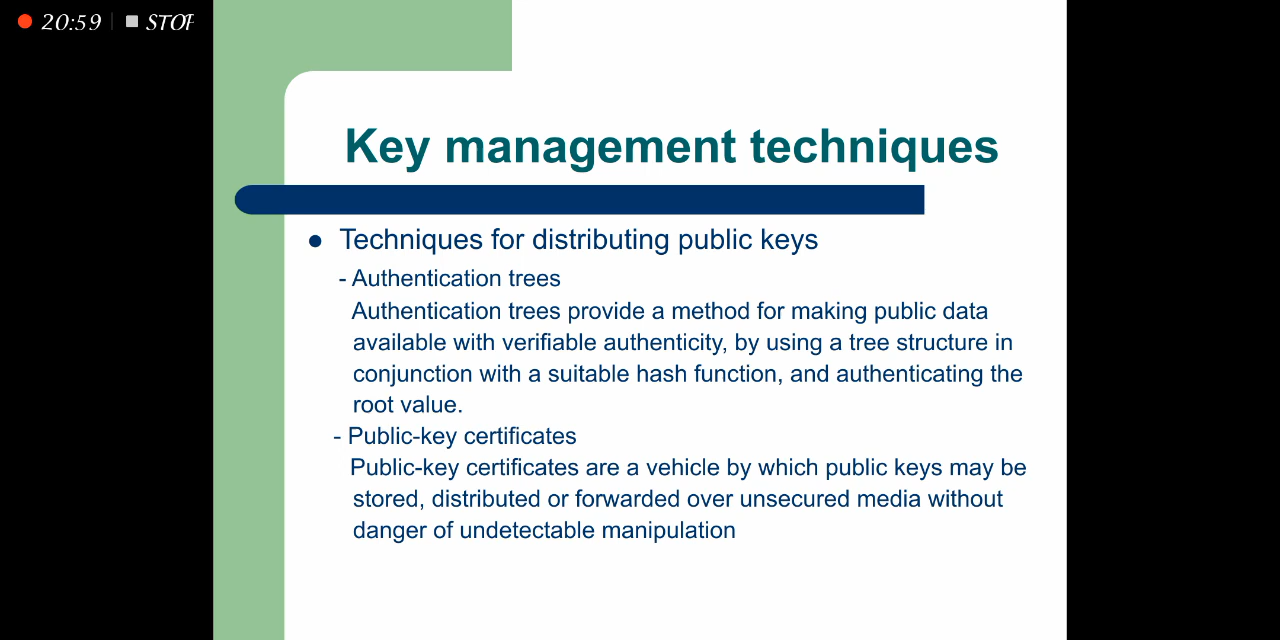 20:59 STOP
Key management techniques
● Techniques for distributing public keys
- Authentication trees
Authentication trees provide a method for making public data
available with verifiable authenticity, by using a tree structure in
conjunction with a suitable hash function, and authenticating the
root value.
- Public-key certificates
Public-key certificates are a vehicle by which public keys may be
stored, distributed or forwarded over unsecured media without
danger of undetectable manipulation